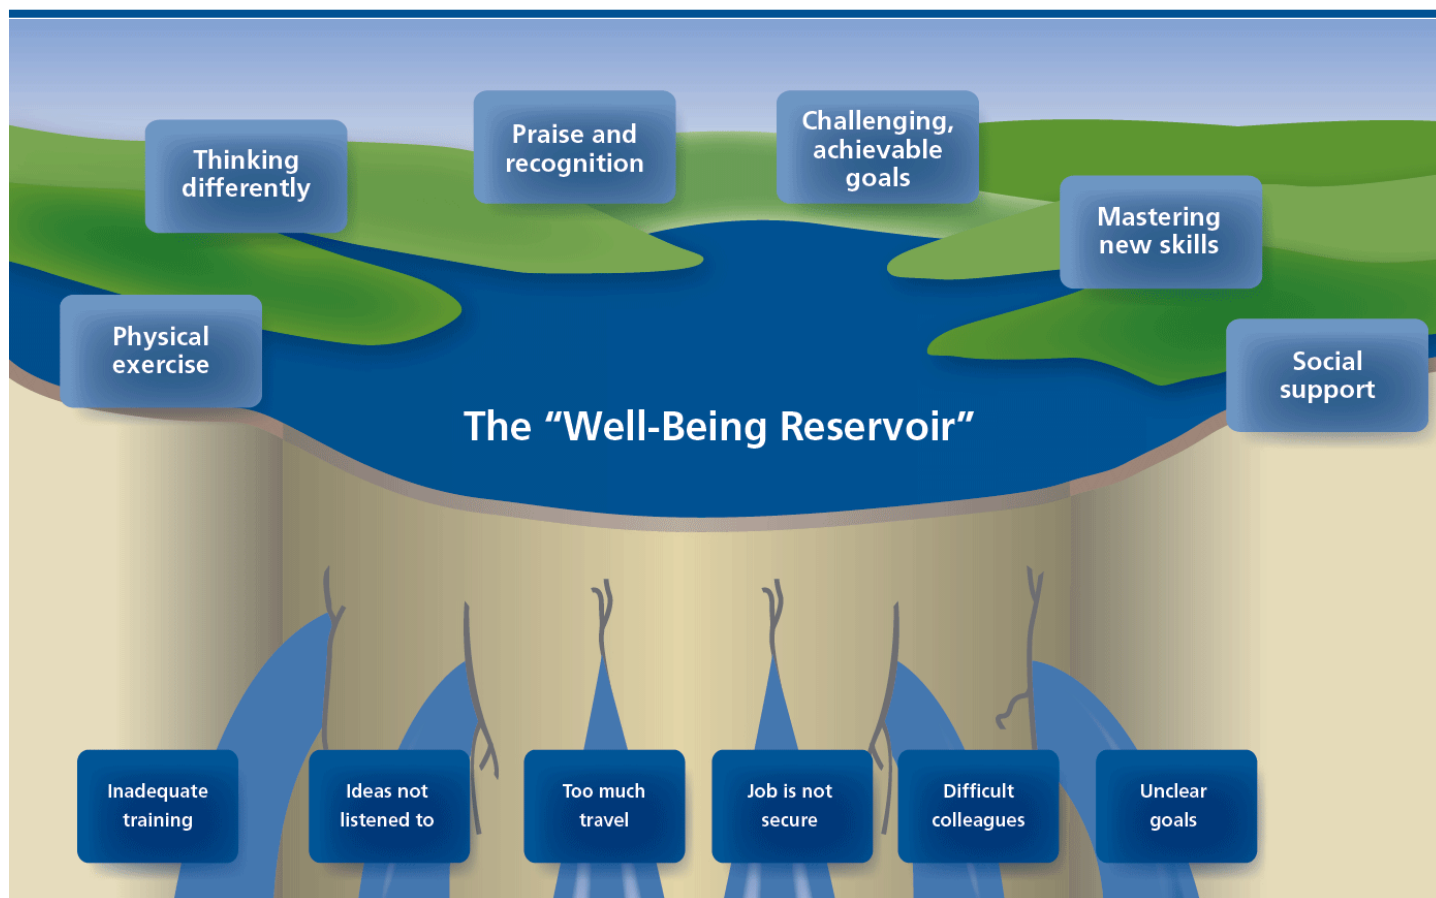 Praise and
recognition
Challenging,
achievable
goals
Thinking
differently
Mastering
new skills
Physical
exercise
Social
support
The “Well-Being Reservoir”
Inadequate
training
Ideas not
listened to
Too much
travel
Job is not
secure
Difficult
colleagues
Unclear
goals